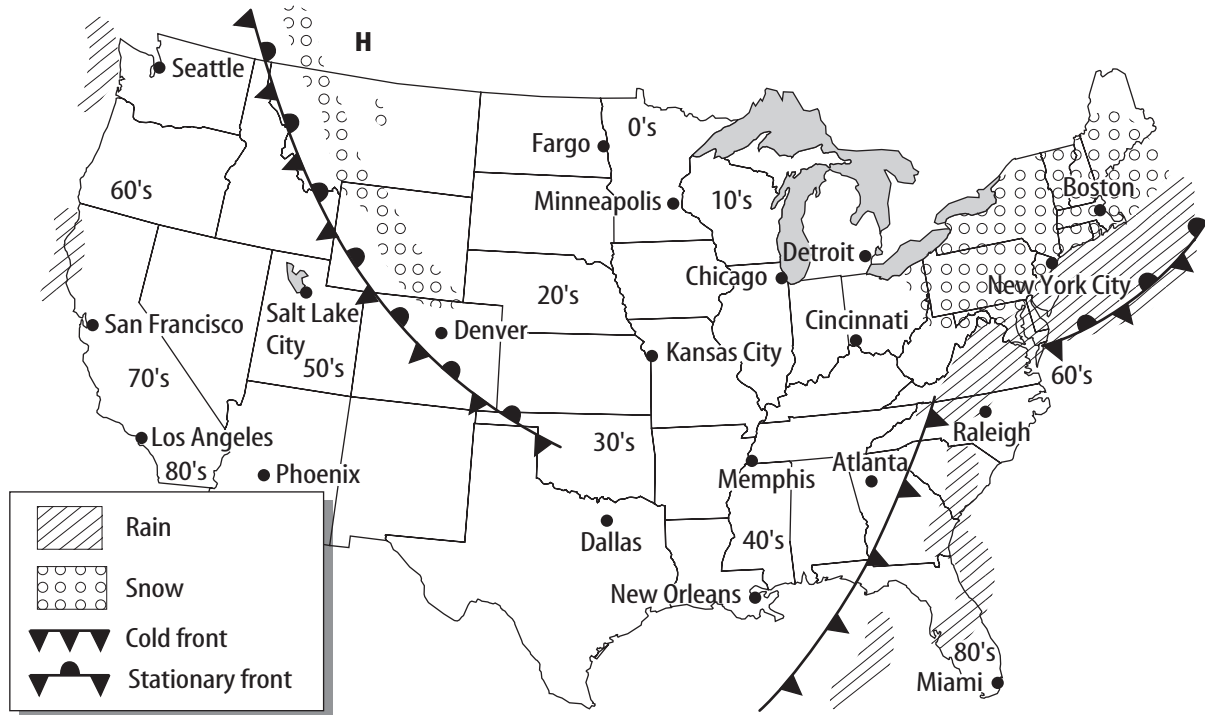 H
Seattle
0's
Fargo
60's
Minneapolis
10's
Boston
Detroit
Chicago
New York City
20's
Salt Lake
City
San Francisco
Denver
Cincinnati
Kansas City
50's
70's
60's
Los Angeles
30's
Raleigh
80's
Phoenix
Memphis
Atlanta
Dallas
40's
New Orleans
80's
Miami
Rain
Snow
Cold front
Stationary front